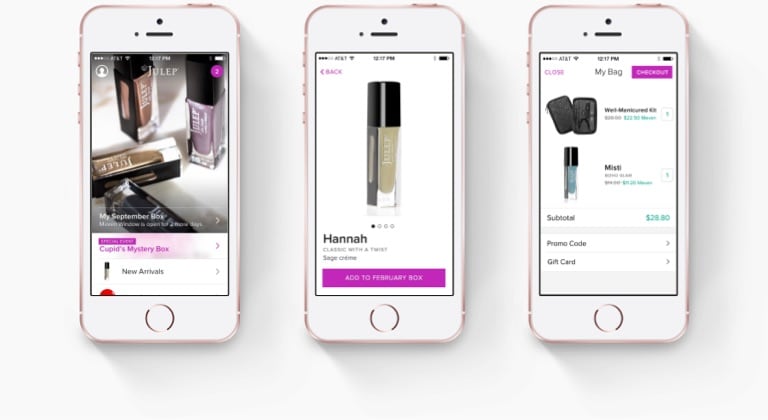 AT&T 12:17 PM
JULEP
2
JULEP
JULEP
JULEP
My September Box
Maven Window is open for 2 more days.
SPECIAL EVENT
Cupid's Mystery Box
New Arrivals
AT&T 12:17 PM
BACK
JULEP
Hannah
CLASSIC WITH A TWIST
Sage crème
ADD TO FEBRUARY BOX
AT&T 12:17 PM
CLOSE My Bag CHECKOUT
Well-Manicured Kit
$22.50 Maven
1
Misti
BOHO GLAM
$14.00 $11.20 Maven
1
Subtotal $28.80
Promo Code
Gift Card